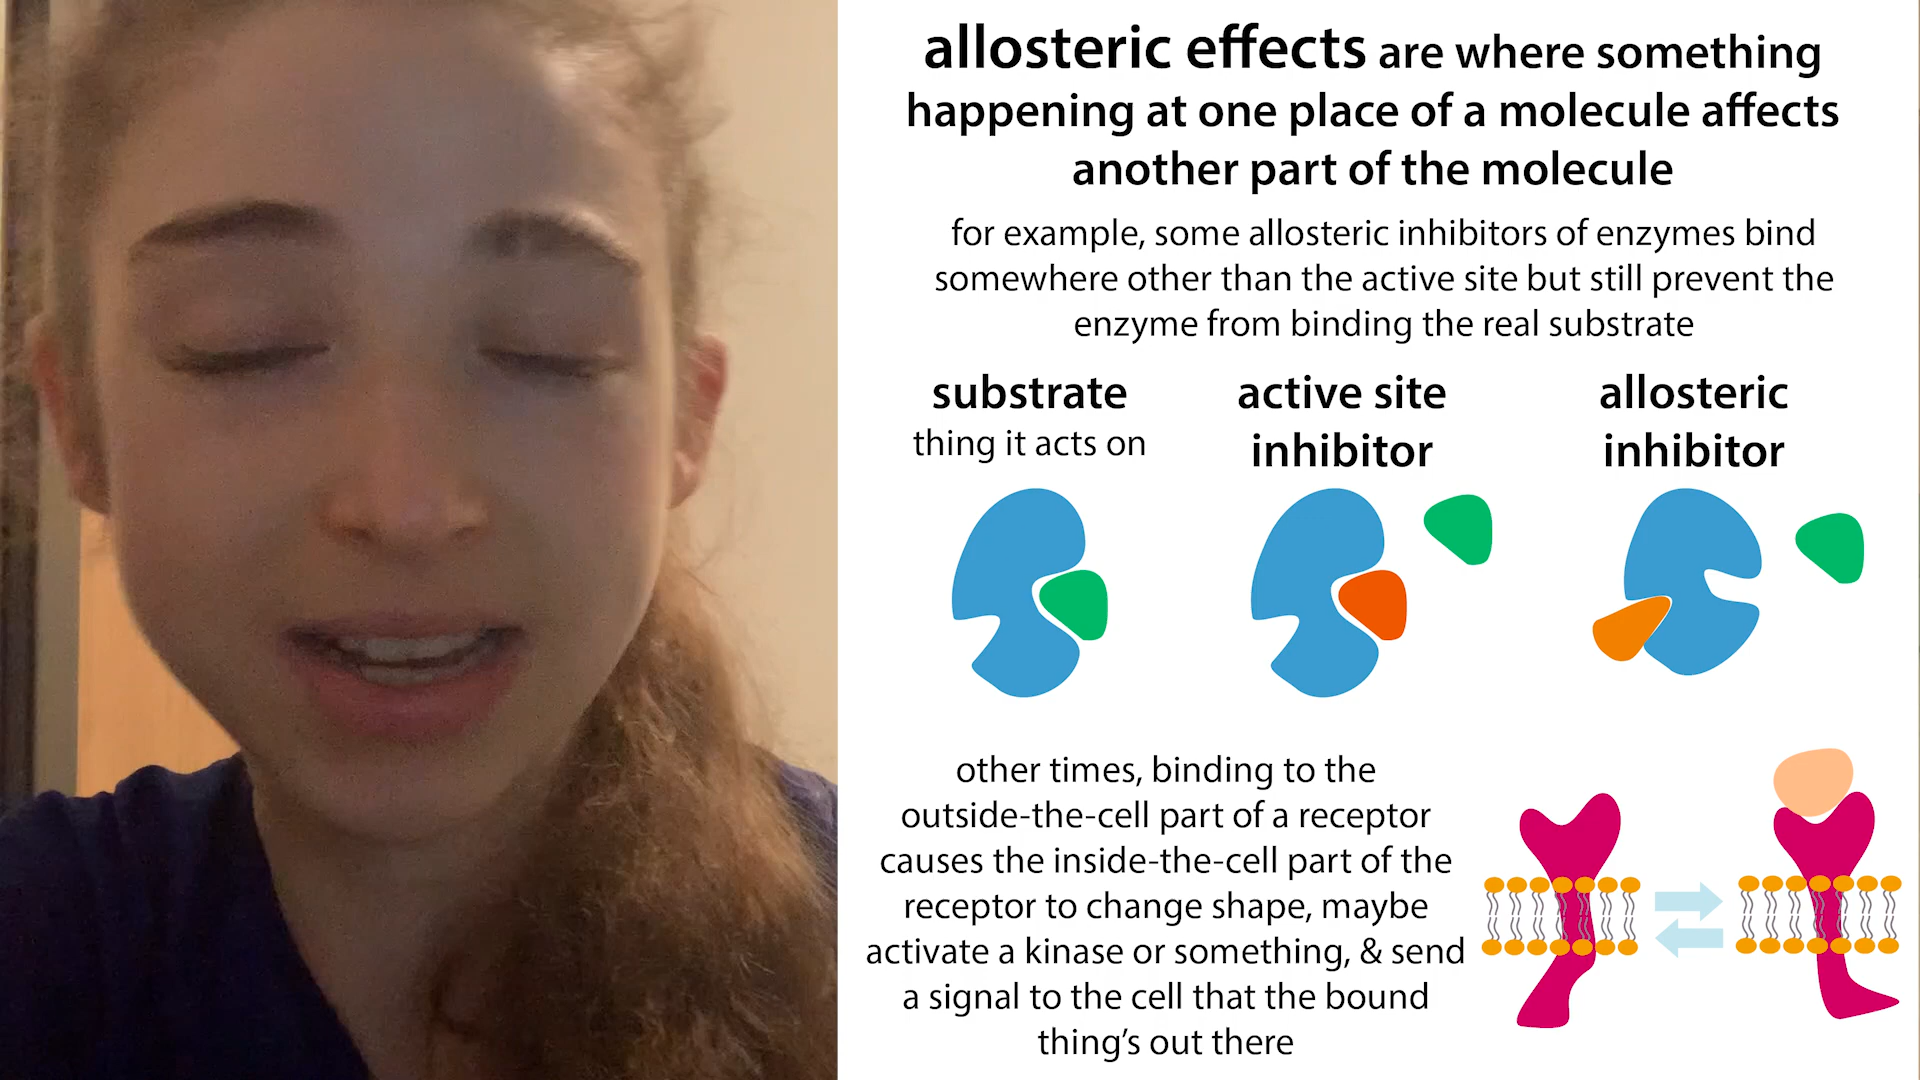 allosteric effects are where something
happening at one place of a molecule affects
another part of the molecule
for example, some allosteric inhibitors of enzymes bind
somewhere other than the active site but still prevent the
enzyme from binding the real substrate
substrate
thing it acts on
active site
inhibitor
allosteric
inhibitor
other times, binding to the
outside-the-cell part of a receptor
causes the inside-the-cell part of the
receptor to change shape, maybe
activate a kinase or something, & send
a signal to the cell that the bound
thing’s out there